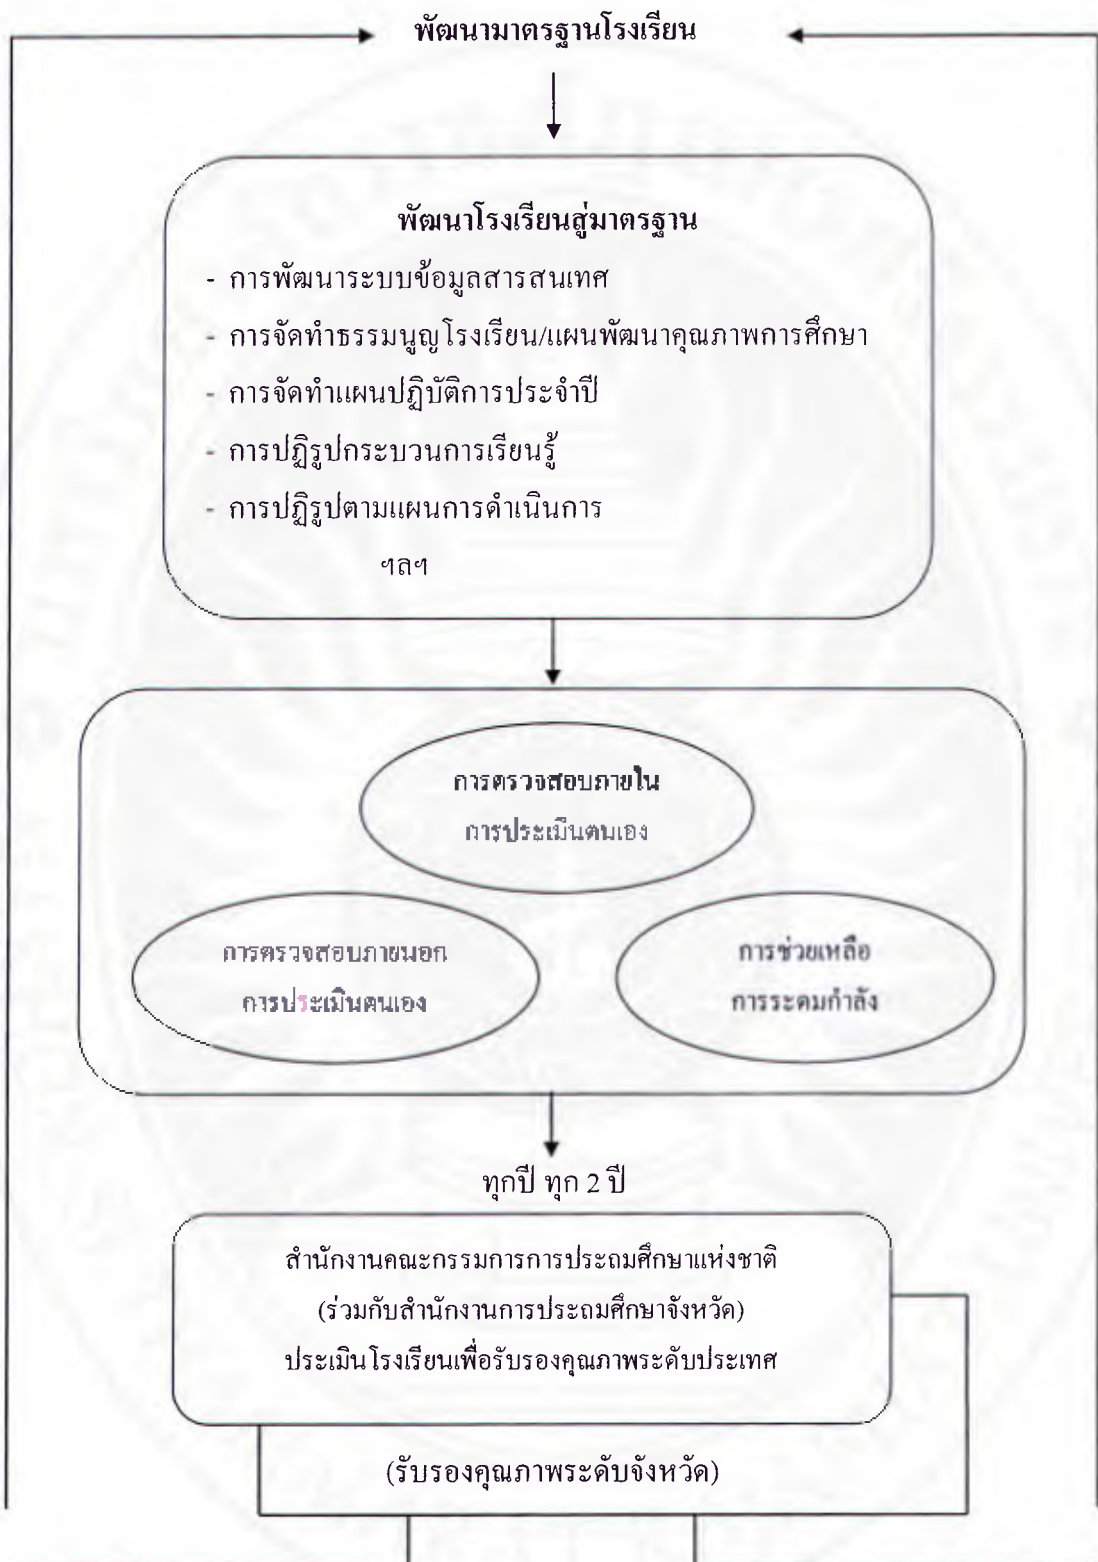 พัฒนามาตรฐานโรงเรียน
พัฒนาโรงเรียนสู่มาตรฐาน
- การพัฒนาระบบข้อมูลสารสนเทศ
- การจัดทำธรรมนูญโรงเรียน/แผนพัฒนาคุณภาพการศึกษา
- การจัดทำแผนปฏิบัติการประจำปี
- การปฏิรูปกระบวนการเรียนรู้
- การปฏิรูปตามแผนการดำเนินการ
ฯลฯ
การตรวจสอบภายใน
การประเมินตนเอง
การตรวจสอบภายนอก
การประเมินตนเอง
การช่วยเหลือ
การระดมกำลัง
ทุกปี ทุก 2 ปี
สำนักงานคณะกรรมการการประถมศึกษาแห่งชาติ
(ร่วมกับสำนักงานการประถมศึกษาจังหวัด)
ประเมินโรงเรียนเพื่อรับรองคุณภาพระดับประเทศ
(รับรองคุณภาพระดับจังหวัด)